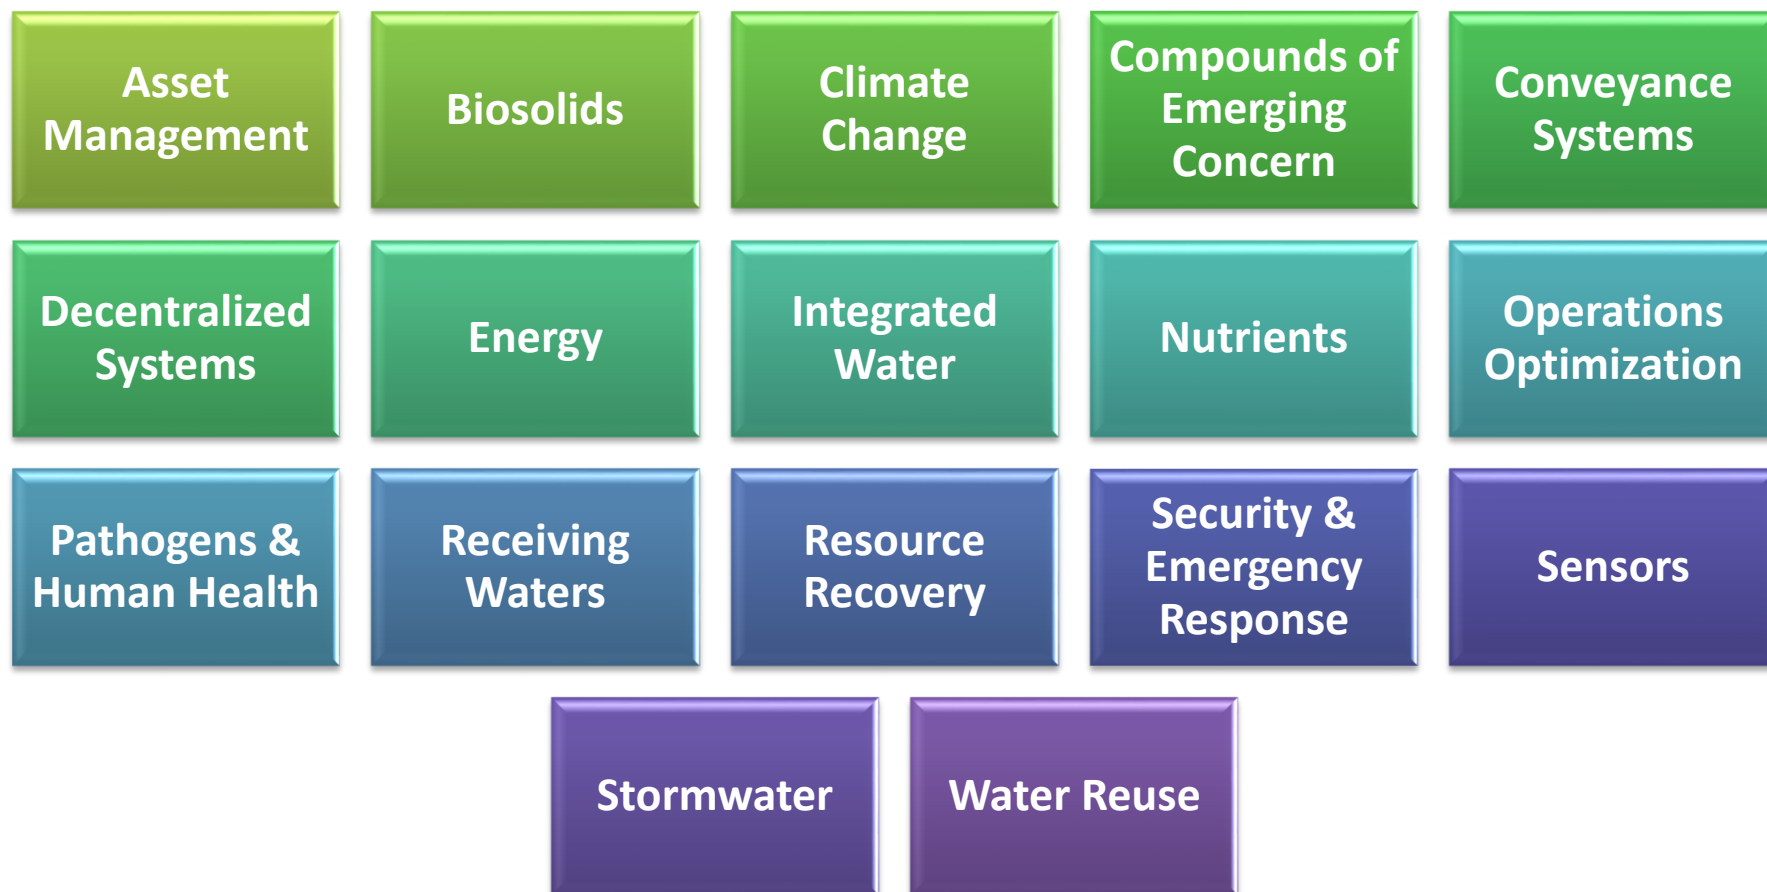 Asset
Management
Biosolids
Climate
Change
Compounds of
Emerging
Concern
Conveyance
Systems
Decentralized
Systems
Energy
Integrated
Water
Nutrients
Operations
Optimization
Pathogens &
Human Health
Receiving
Waters
Resource
Recovery
Security &
Emergency
Response
Sensors
Stormwater
Water Reuse